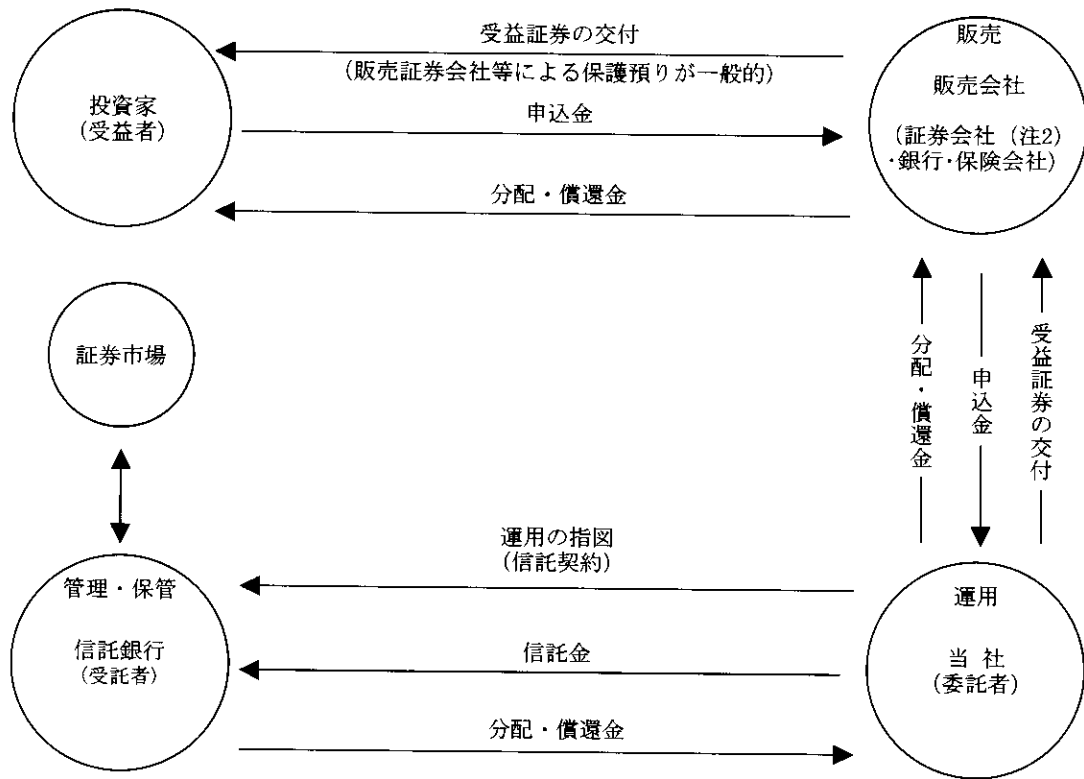 受益証券の交付
(販売証券会社等による保護預りが一般的)
申込金
分配・償還金
投資家
(受益者)
販売
販売会社
(証券会社 (注2)
・銀行・保険会社)
証券市場
分配・償還金
申込金
受益証券の交付
運用の指図
(信託契約)
信託金
分配・償還金
管理・保管
信託銀行
(受託者)
運用
当 社
(委託者)